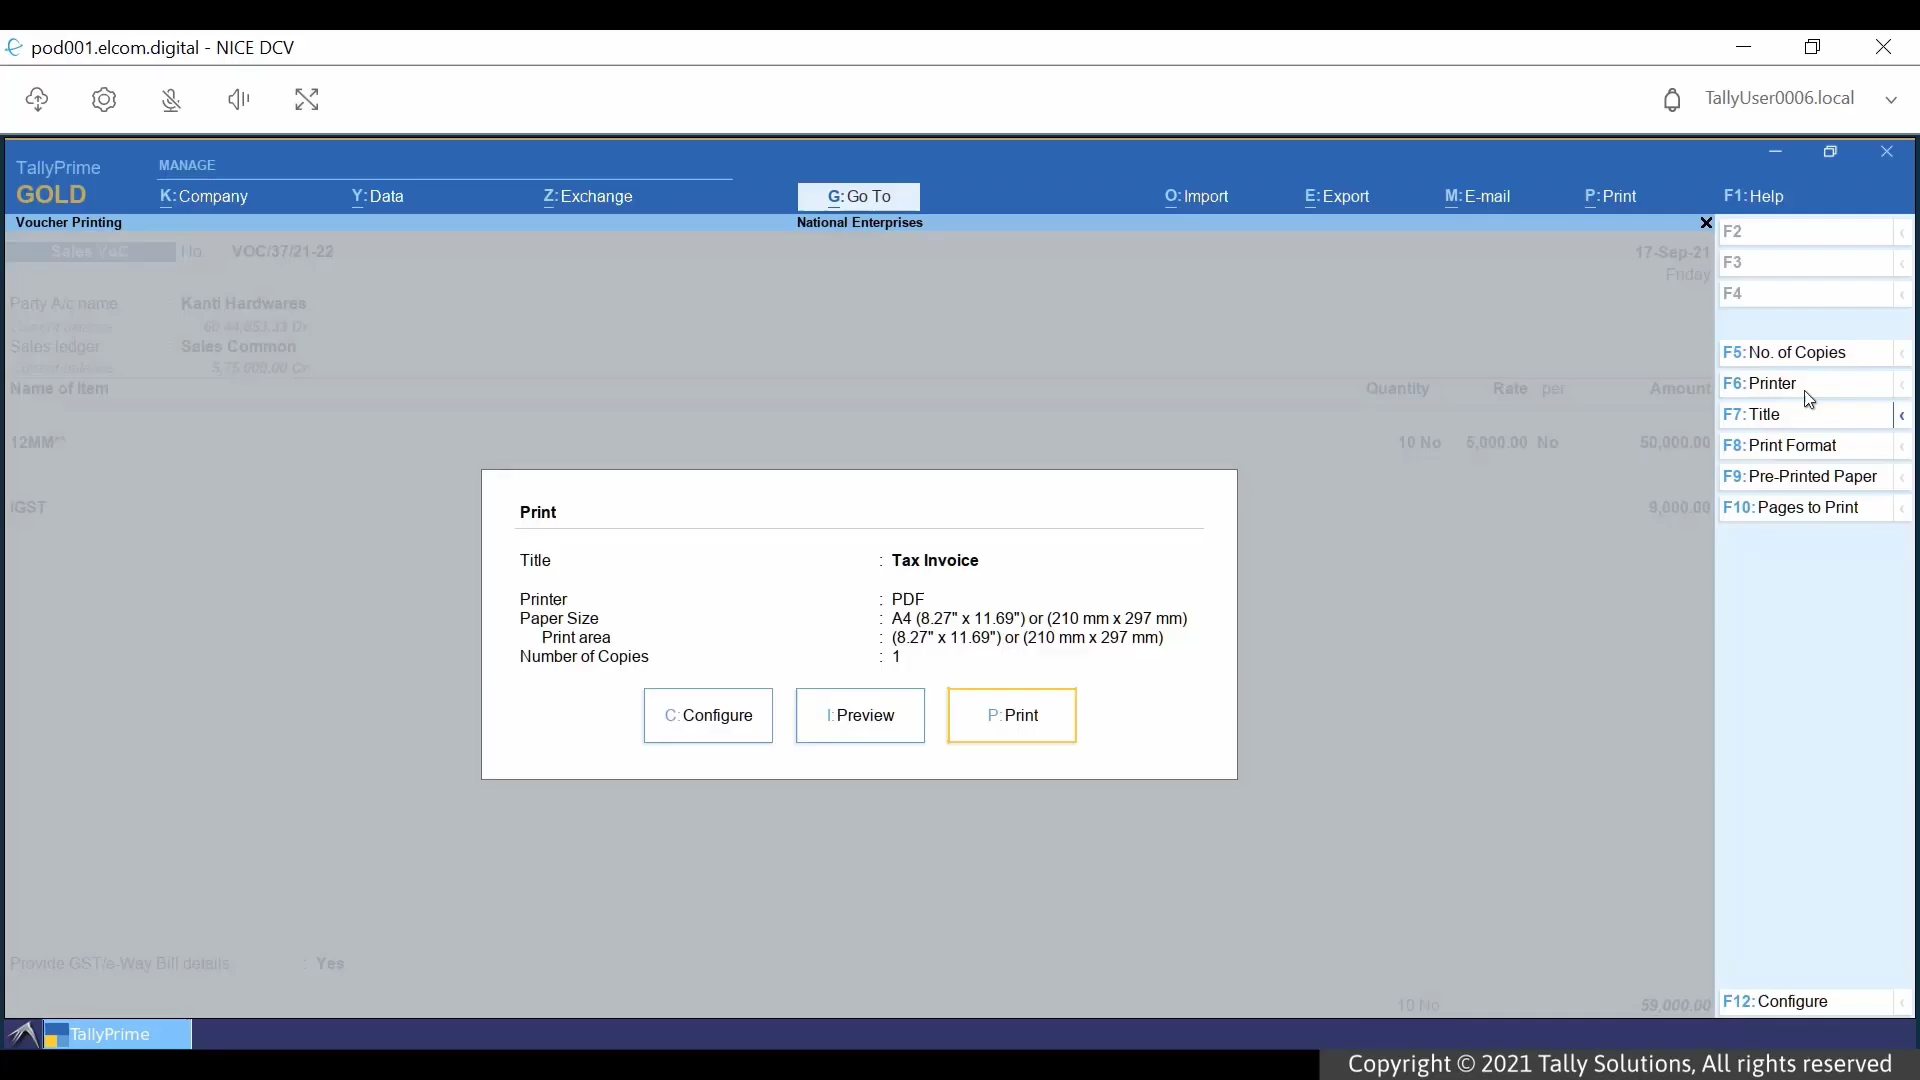 pod001.elcom.digital - NICE DCV
TallyUser0006.local
TallyPrime
GOLD
MANAGE
K: Company
Y: Data
Z: Exchange
G: Go To
O: Import
E: Export
M: E-mail
P: Print
F1: Help
Voucher Printing
National Enterprises
F2
No. VOC/37/21-22
17-Sep-21
Friday
F3
F4
Party A/c name Kanti Hardwares
Sales ledger Sales Common
F5: No. of Copies
F6: Printer
Name of Item Quantity Rate per Amount
F7: Title
12MM** 10 No 5,000.00 No 50,000.00
F8: Print Format
F9: Pre-Printed Paper
IGST 9,000.00
F10: Pages to Print
Print
Title : Tax Invoice
Printer : PDF
Paper Size : A4 (8.27" x 11.69") or (210 mm x 297 mm)
Print area : (8.27" x 11.69") or (210 mm x 297 mm)
Number of Copies : 1
C: Configure
I: Preview
P: Print
Provide GST/e-Way Bill details : Yes
10 No 59,000.00
F12: Configure
TallyPrime
Copyright © 2021 Tally Solutions, All rights reserved